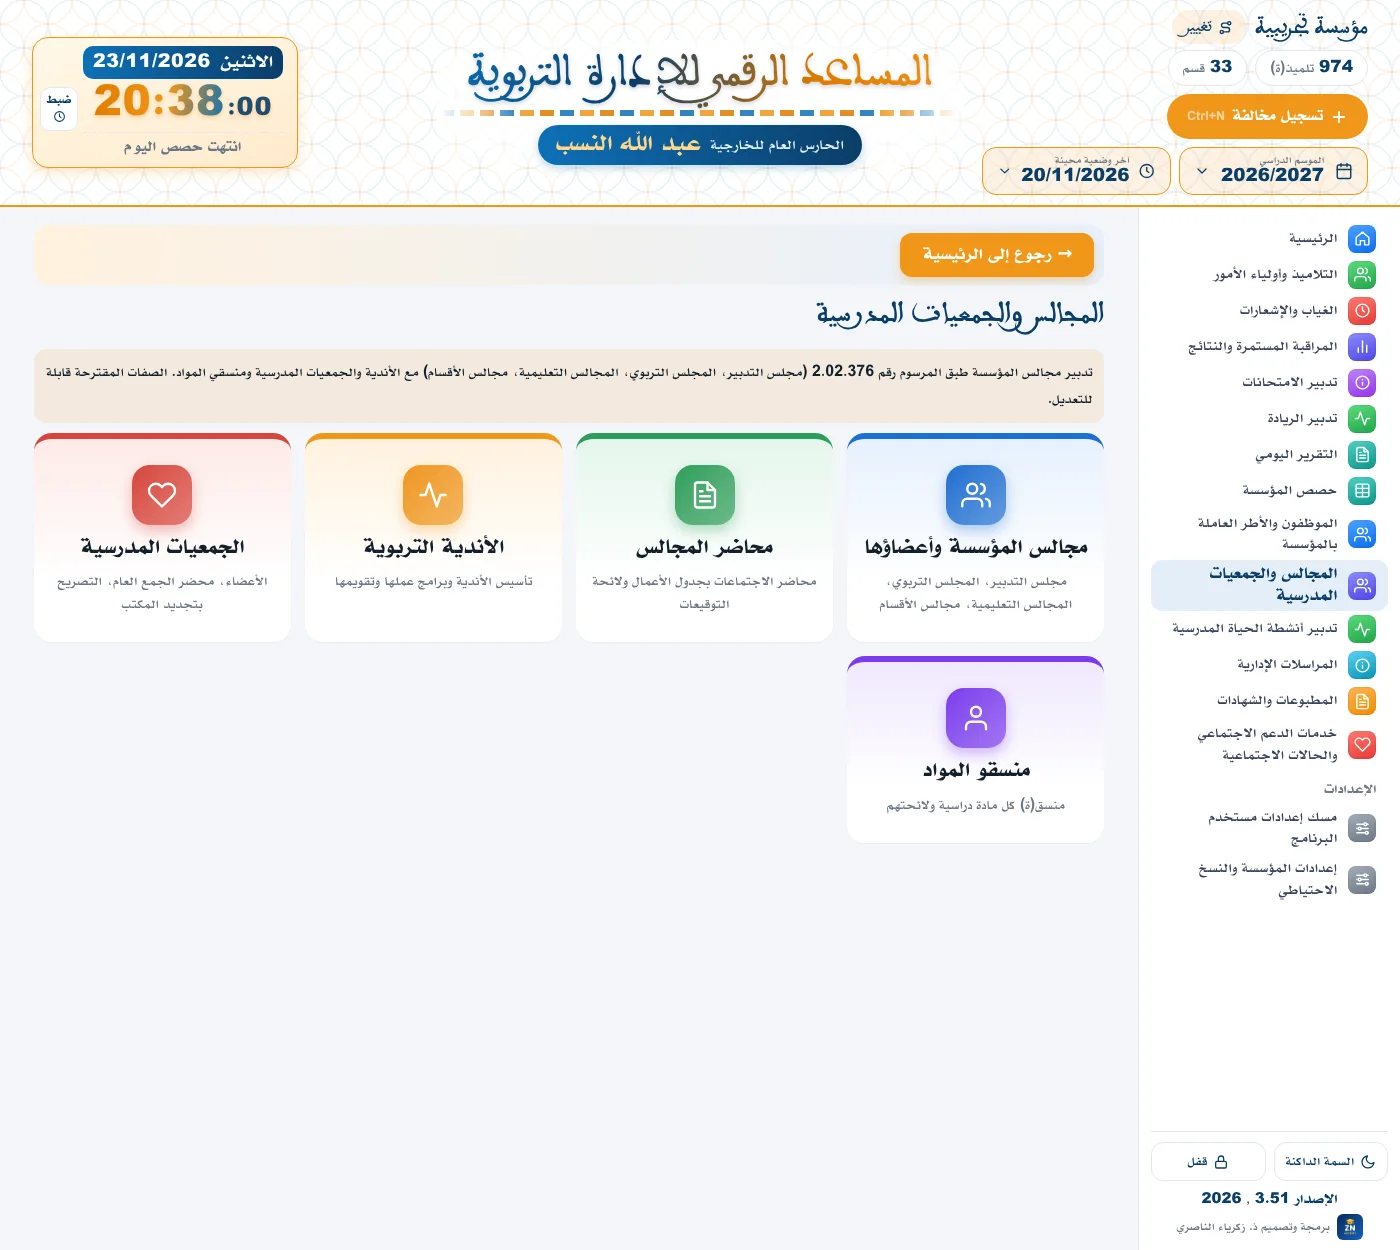 مؤسسة تجريبية
تغيير
974 تلميذ(ة)
33 قسم
تسجيل مخالفة Ctrl+N
الموسم الدراسي
2026/2027
آخر وضعية محينة
20/11/2026
المساعد الرقمي للإدارة التربوية
الحارس العام للخارجية عبد الله النسب
الاثنين 23/11/2026
20:38:00
ضبط
انتهت حصص اليوم
الرئيسية
التلاميذ وأولياء الأمور
الغياب والإشعارات
المراقبة المستمرة والنتائج
تدبير الامتحانات
تدبير الريادة
التقرير اليومي
حصص المؤسسة
الموظفون والأطر العاملة
بالمؤسسة
المجالس والجمعيات
المدرسية
تدبير أنشطة الحياة المدرسية
المراسلات الإدارية
المطبوعات والشهادات
خدمات الدعم الاجتماعي
والحالات الاجتماعية
الإعدادات
مسك إعدادات مستخدم
البرنامج
إعدادات المؤسسة والنسخ
الاحتياطي
السمة الداكنة
قفل
الإصدار 3.51 , 2026
برمجة وتصميم ذ. زكرياء الناصري
ZN
→ رجوع إلى الرئيسية
المجالس والجمعيات المدرسية
تدبير مجالس المؤسسة طبق المرسوم رقم 2.02.376 (مجلس التدبير، المجلس التربوي، المجالس التعليمية، مجالس الأقسام) مع الأندية والجمعيات المدرسية ومنسقي المواد. الصفات المقترحة قابلة
للتعديل.
مجالس المؤسسة وأعضاؤها
مجلس التدبير، المجلس التربوي،
المجالس التعليمية، مجالس الأقسام
محاضر المجالس
محاضر الاجتماعات بجدول الأعمال ولائحة
التوقيعات
الأندية التربوية
تأسيس الأندية وبرامج عملها وتقويمها
الجمعيات المدرسية
الأعضاء، محضر الجمع العام، التصريح
بتجديد المكتب
منسقو المواد
منسق(ة) كل مادة دراسية ولائحتهم